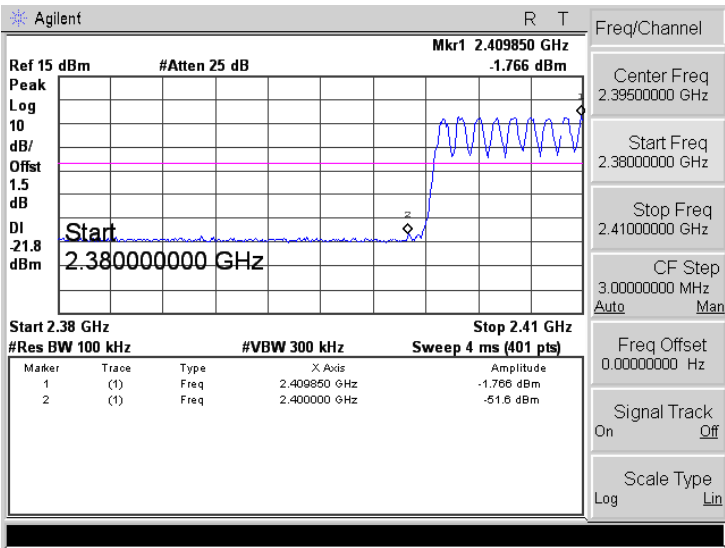 Agilent R T
Mkr1 2.409850 GHz
Ref 15 dBm #Atten 25 dB -1.766 dBm
Peak
Log
10
dB/
Offst
1.5
dB
DI
-21.8
dBm
1
2
Start
2.380000000 GHz
Start 2.38 GHz Stop 2.41 GHz
#Res BW 100 kHz #VBW 300 kHz Sweep 4 ms (401 pts)
Marker Trace Type X Axis Amplitude
1 (1) Freq 2.409850 GHz -1.766 dBm
2 (1) Freq 2.400000 GHz -51.6 dBm
Freq/Channel
Center Freq
2.39500000 GHz
Start Freq
2.38000000 GHz
Stop Freq
2.41000000 GHz
CF Step
3.00000000 MHz
Auto Man
Freq Offset
0.00000000 Hz
Signal Track
On Off
Scale Type
Log Lin